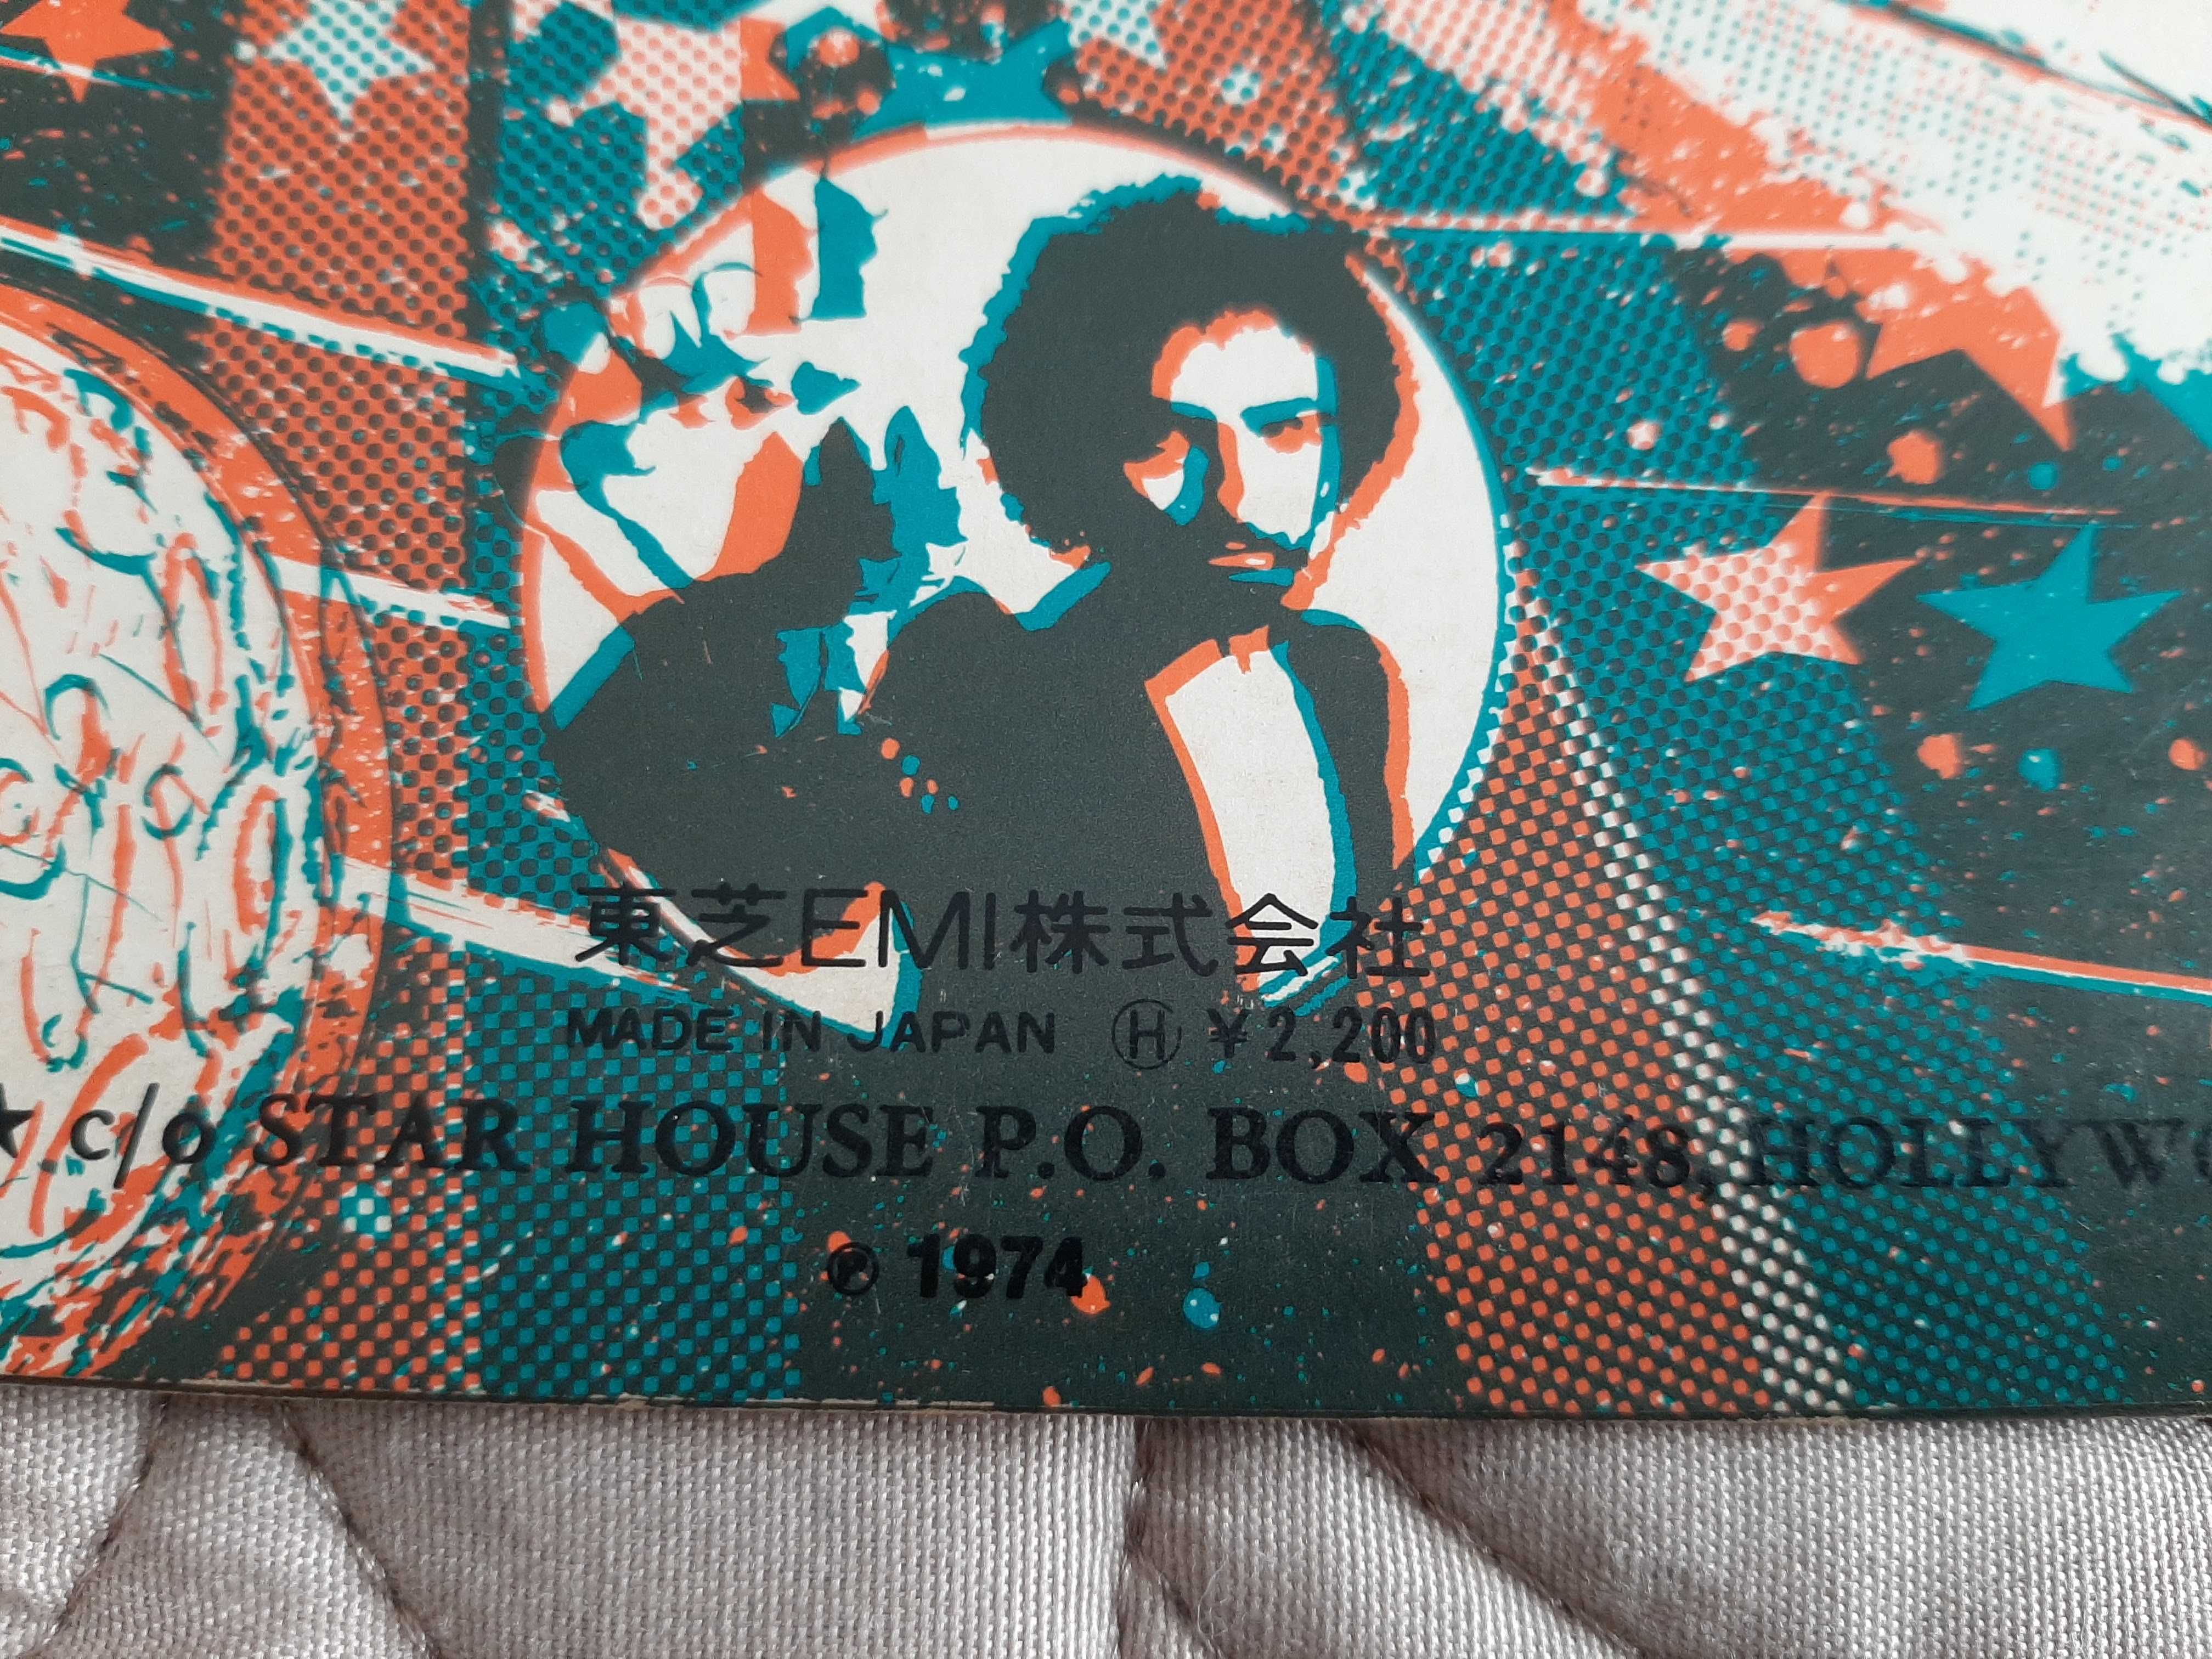 東芝EMI株式会社
MADE IN JAPAN Ⓗ ¥2,200
★ c/o STAR HOUSE P.O. BOX 2148, HOLLYW
℗ 1974